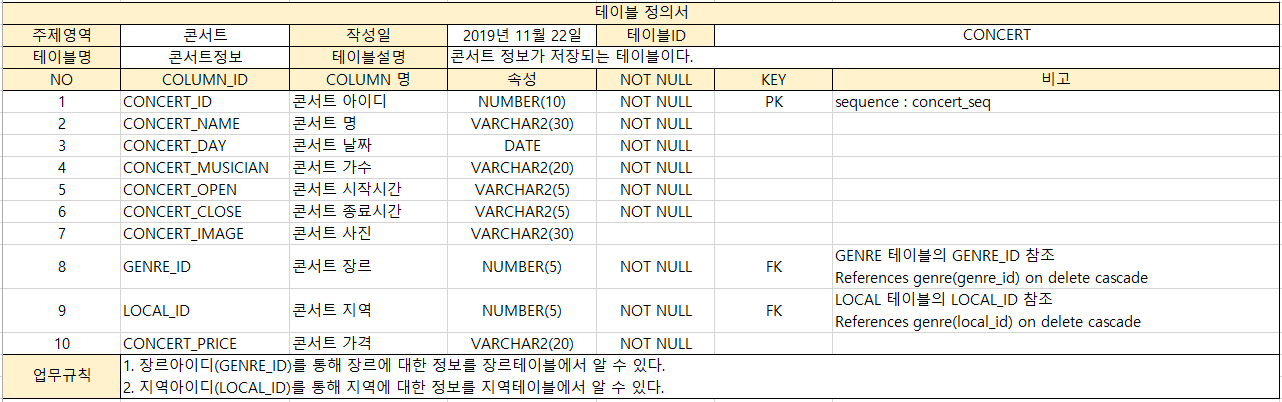 테이블 정의서
주제영역 콘서트 작성일 2019년 11월 22일 테이블ID CONCERT
테이블명 콘서트정보 테이블설명 콘서트 정보가 저장되는 테이블이다.
NO COLUMN_ID COLUMN 명 속성 NOT NULL KEY 비고
1 CONCERT_ID 콘서트 아이디 NUMBER(10) NOT NULL PK sequence : concert_seq
2 CONCERT_NAME 콘서트 명 VARCHAR2(30) NOT NULL
3 CONCERT_DAY 콘서트 날짜 DATE NOT NULL
4 CONCERT_MUSICIAN 콘서트 가수 VARCHAR2(20) NOT NULL
5 CONCERT_OPEN 콘서트 시작시간 VARCHAR2(5) NOT NULL
6 CONCERT_CLOSE 콘서트 종료시간 VARCHAR2(5) NOT NULL
7 CONCERT_IMAGE 콘서트 사진 VARCHAR2(30)
8 GENRE_ID 콘서트 장르 NUMBER(5) NOT NULL FK GENRE 테이블의 GENRE_ID 참조
References genre(genre_id) on delete cascade
9 LOCAL_ID 콘서트 지역 NUMBER(5) NOT NULL FK LOCAL 테이블의 LOCAL_ID 참조
References genre(local_id) on delete cascade
10 CONCERT_PRICE 콘서트 가격 VARCHAR2(20) NOT NULL
업무규칙 1. 장르아이디(GENRE_ID)를 통해 장르에 대한 정보를 장르테이블에서 알 수 있다.
2. 지역아이디(LOCAL_ID)를 통해 지역에 대한 정보를 지역테이블에서 알 수 있다.